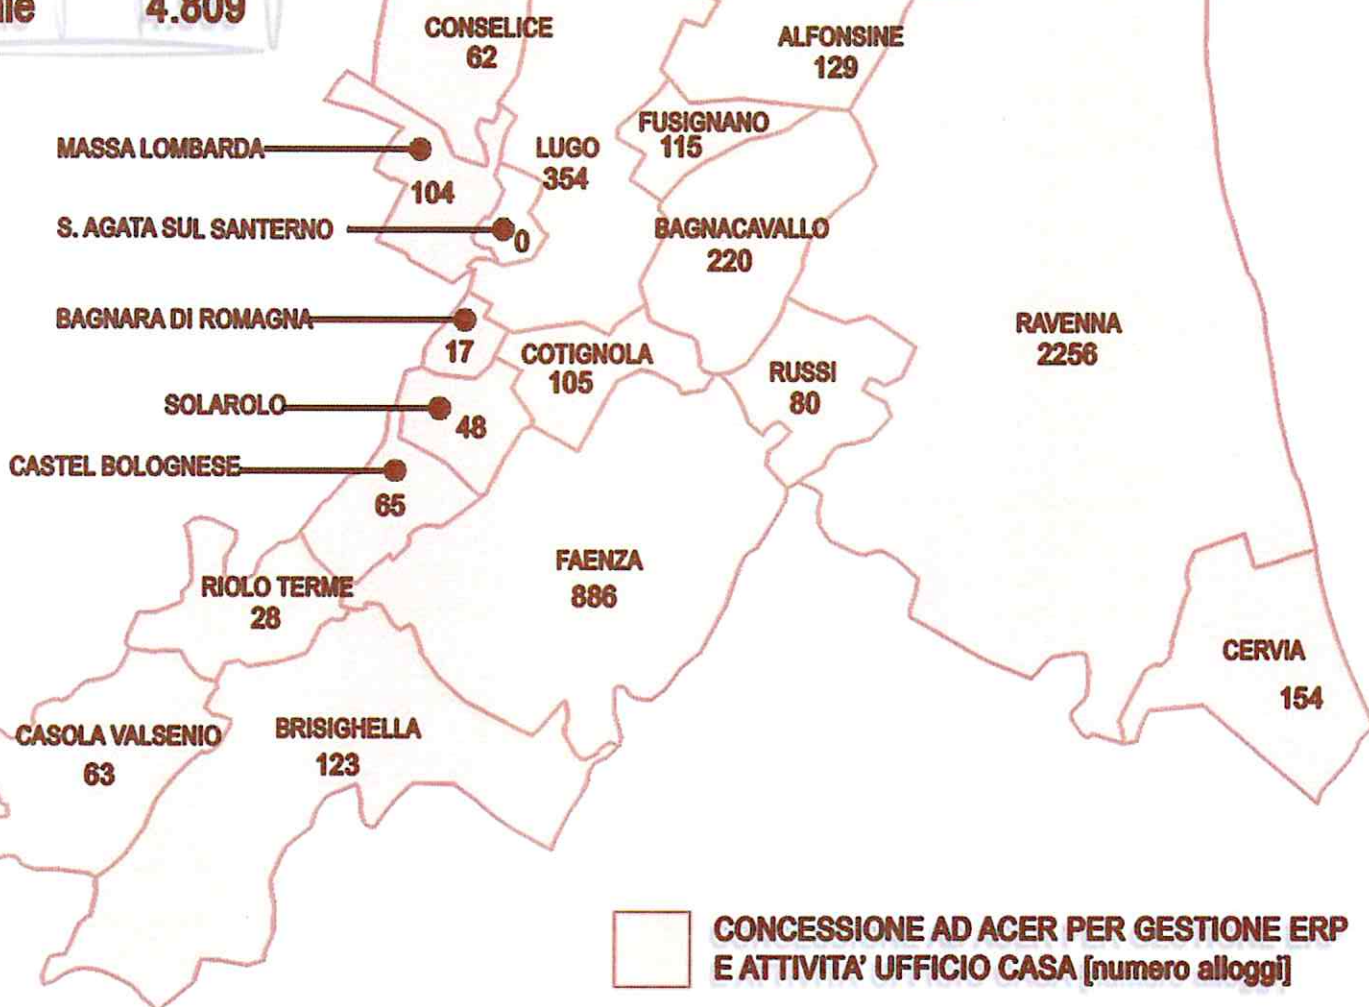 4.809
CONSELICE
62
ALFONSINE
129
FUSIGNANO
115
MASSA LOMBARDA
104
LUGO
354
S. AGATA SUL SANTERNO
0
BAGNACAVALLO
220
BAGNARA DI ROMAGNA
17
COTIGNOLA
105
RAVENNA
2256
RUSSI
80
SOLAROLO
48
CASTEL BOLOGNESE
65
FAENZA
886
RIOLO TERME
28
CERVIA
154
CASOLA VALSENIO
63
BRISIGHELLA
123
CONCESSIONE AD ACER PER GESTIONE ERP
E ATTIVITA' UFFICIO CASA [numero alloggi]